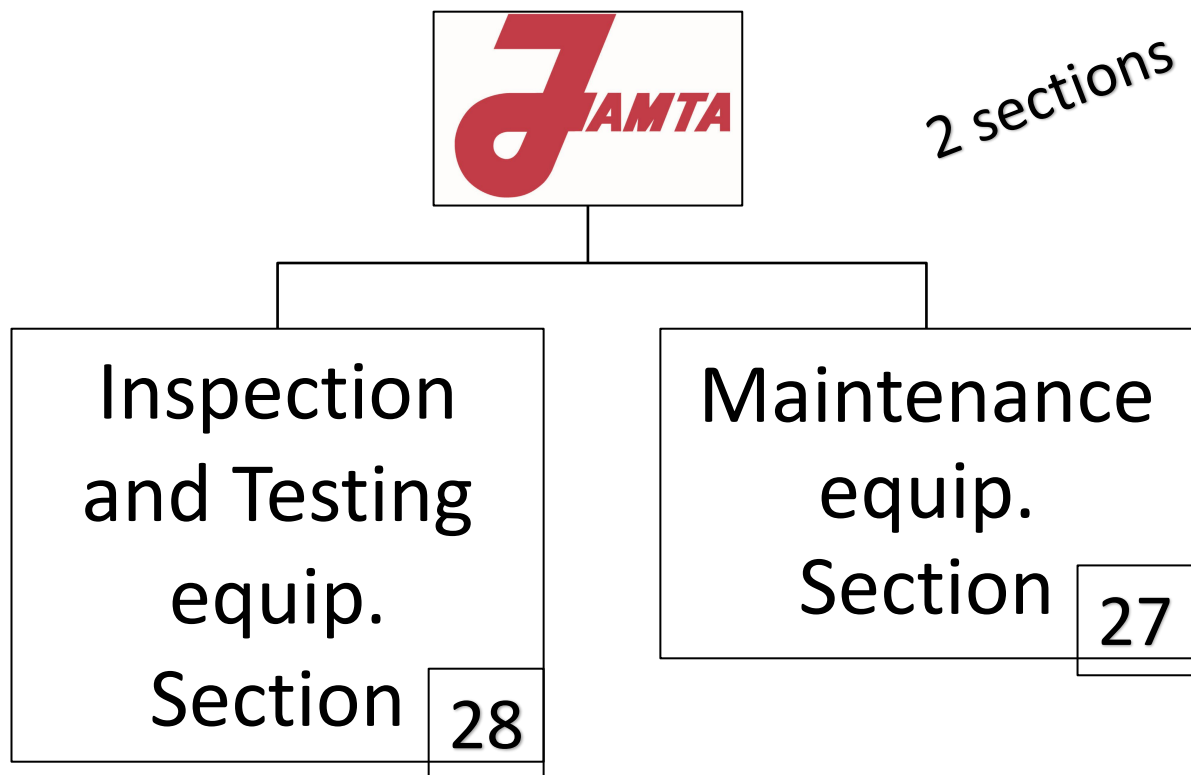 JAMTA
2 sections
Inspection
and Testing
equip.
Section
28
Maintenance
equip.
Section
27